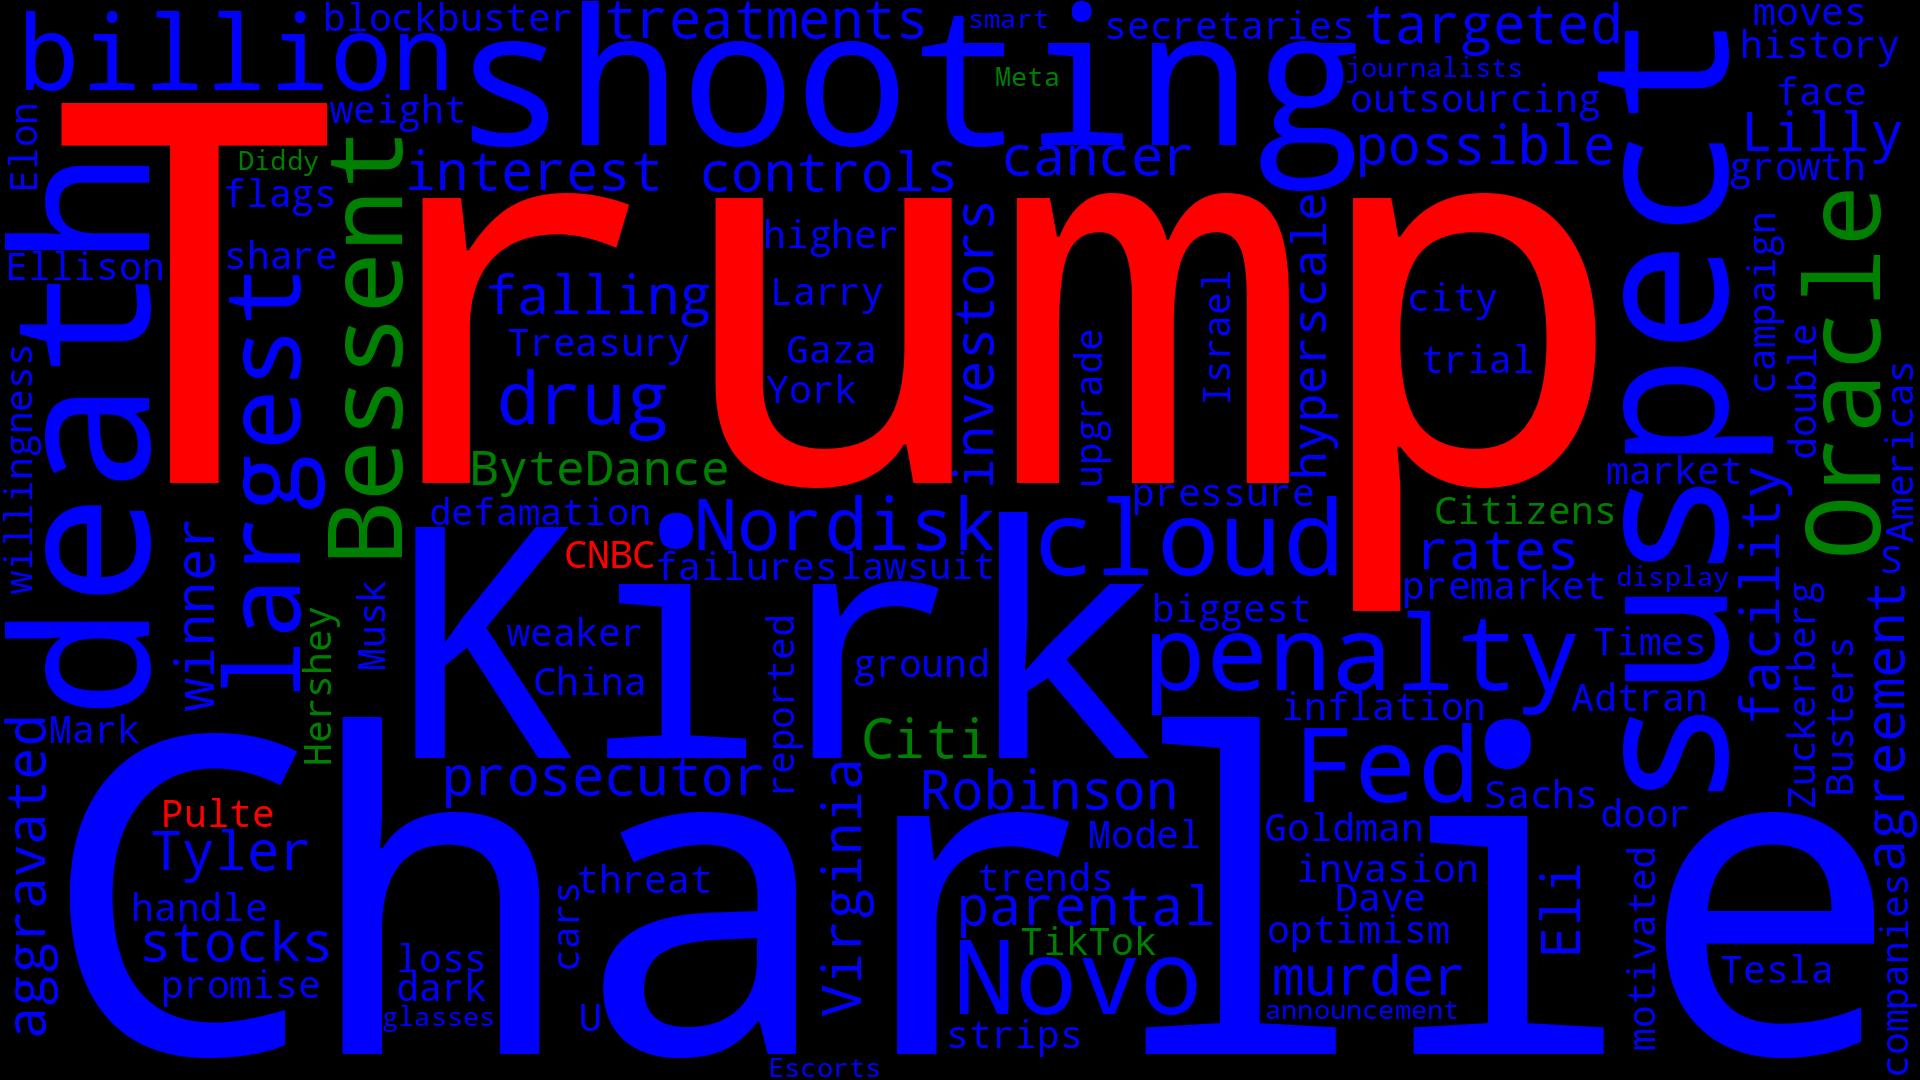 billion
blockbuster
shooting
treatments
smart
secretaries
targeted
moves
history
Meta
journalists
outsourcing
face
Elon
weight
Trump
Diddy
flags
interest
controls
cancer
possible
Lilly
growth
death
Ellison
share
Bessent
falling
higher
Larry
investors
Israel
hyperscale
city
suspect
campaign
Oracle
willingness
largest
Treasury
drug
Gaza
York
upgrade
trial
double
Americas
ByteDance
market
defamation
Nordisk
cloud
pressure
Citizens
rates
winner
Hershey
Musk
Kirk
CNBC
failures
lawsuit
premarket
display
S
facility
weaker
China
reported
ground
biggest
penalty
Times
Zuckerberg
Busters
agreement
Mark
Citi
inflation
Adtran
aggravated
prosecutor
Virginia
Robinson
Fed
Sachs
door
Charlie
Pulte
Tyler
Model
Goldman
handle
threat
trends
invasion
Dave
Eli
motivated
companies
stocks
promise
loss
dark
glasses
cars
U
parental
TikTok
Novo
optimism
murder
announcement
Tesla
strips
Escorts